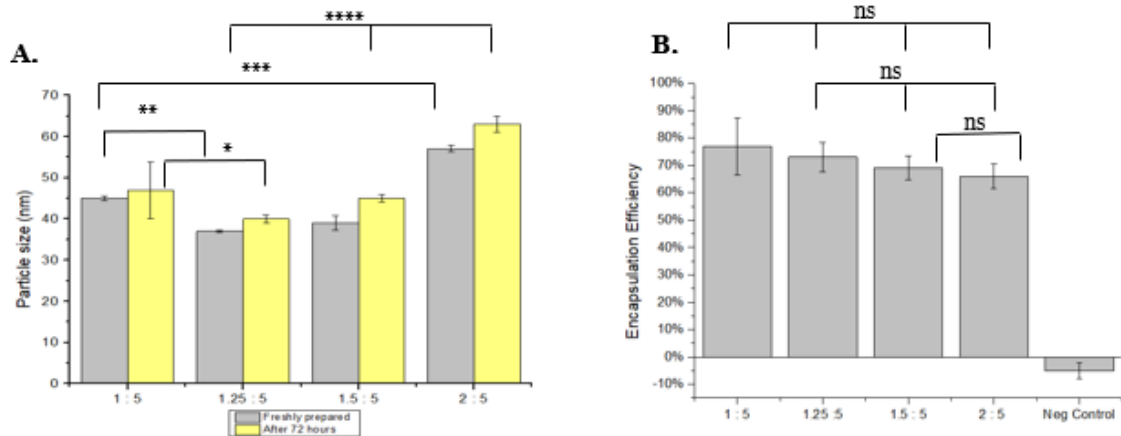 A.
****
***
**
*
Particle size (nm)
70
60
50
40
30
20
10
0
1 : 5
1.25 : 5
1.5 : 5
2 : 5
Freshly prepared
After 72 hours
B.
ns
ns
ns
Encapsulation Efficiency
100%
90%
80%
70%
60%
50%
40%
30%
20%
10%
0%
-10%
1 : 5
1.25 :5
1.5 : 5
2 : 5
Neg Control